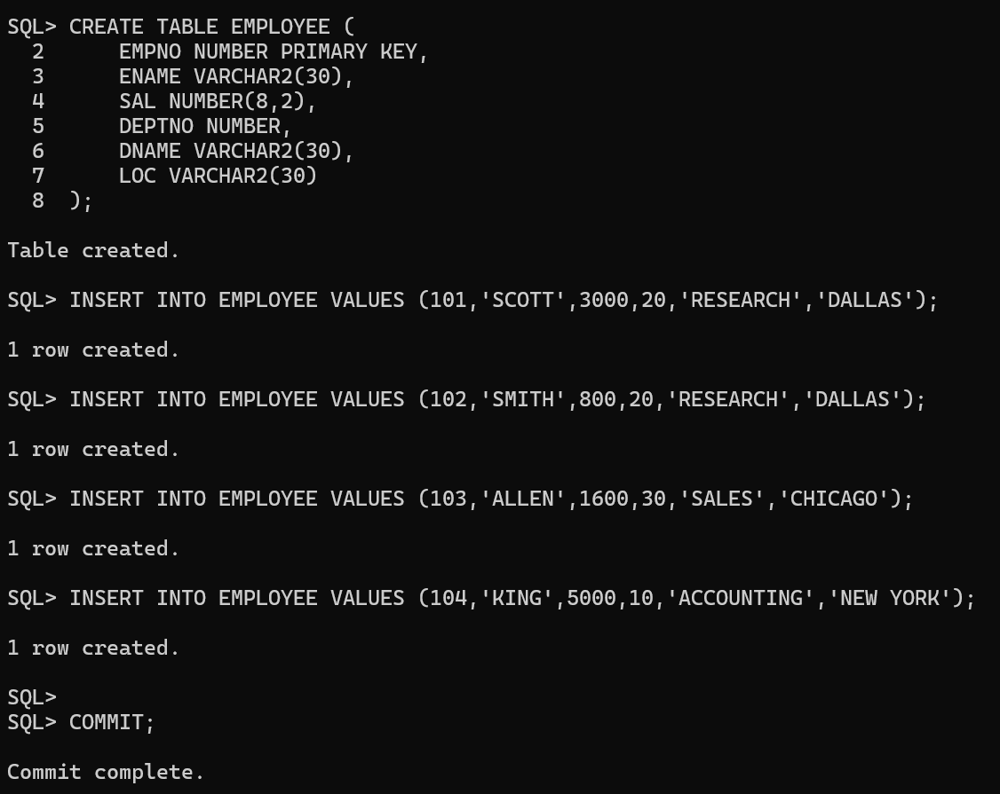 SQL> CREATE TABLE EMPLOYEE (
  2      EMPNO NUMBER PRIMARY KEY,
  3      ENAME VARCHAR2(30),
  4      SAL NUMBER(8,2),
  5      DEPTNO NUMBER,
  6      DNAME VARCHAR2(30),
  7      LOC VARCHAR2(30)
  8  );
Table created.
SQL> INSERT INTO EMPLOYEE VALUES (101,'SCOTT',3000,20,'RESEARCH','DALLAS');
1 row created.
SQL> INSERT INTO EMPLOYEE VALUES (102,'SMITH',800,20,'RESEARCH','DALLAS');
1 row created.
SQL> INSERT INTO EMPLOYEE VALUES (103,'ALLEN',1600,30,'SALES','CHICAGO');
1 row created.
SQL> INSERT INTO EMPLOYEE VALUES (104,'KING',5000,10,'ACCOUNTING','NEW YORK');
1 row created.
SQL>
SQL> COMMIT;
Commit complete.